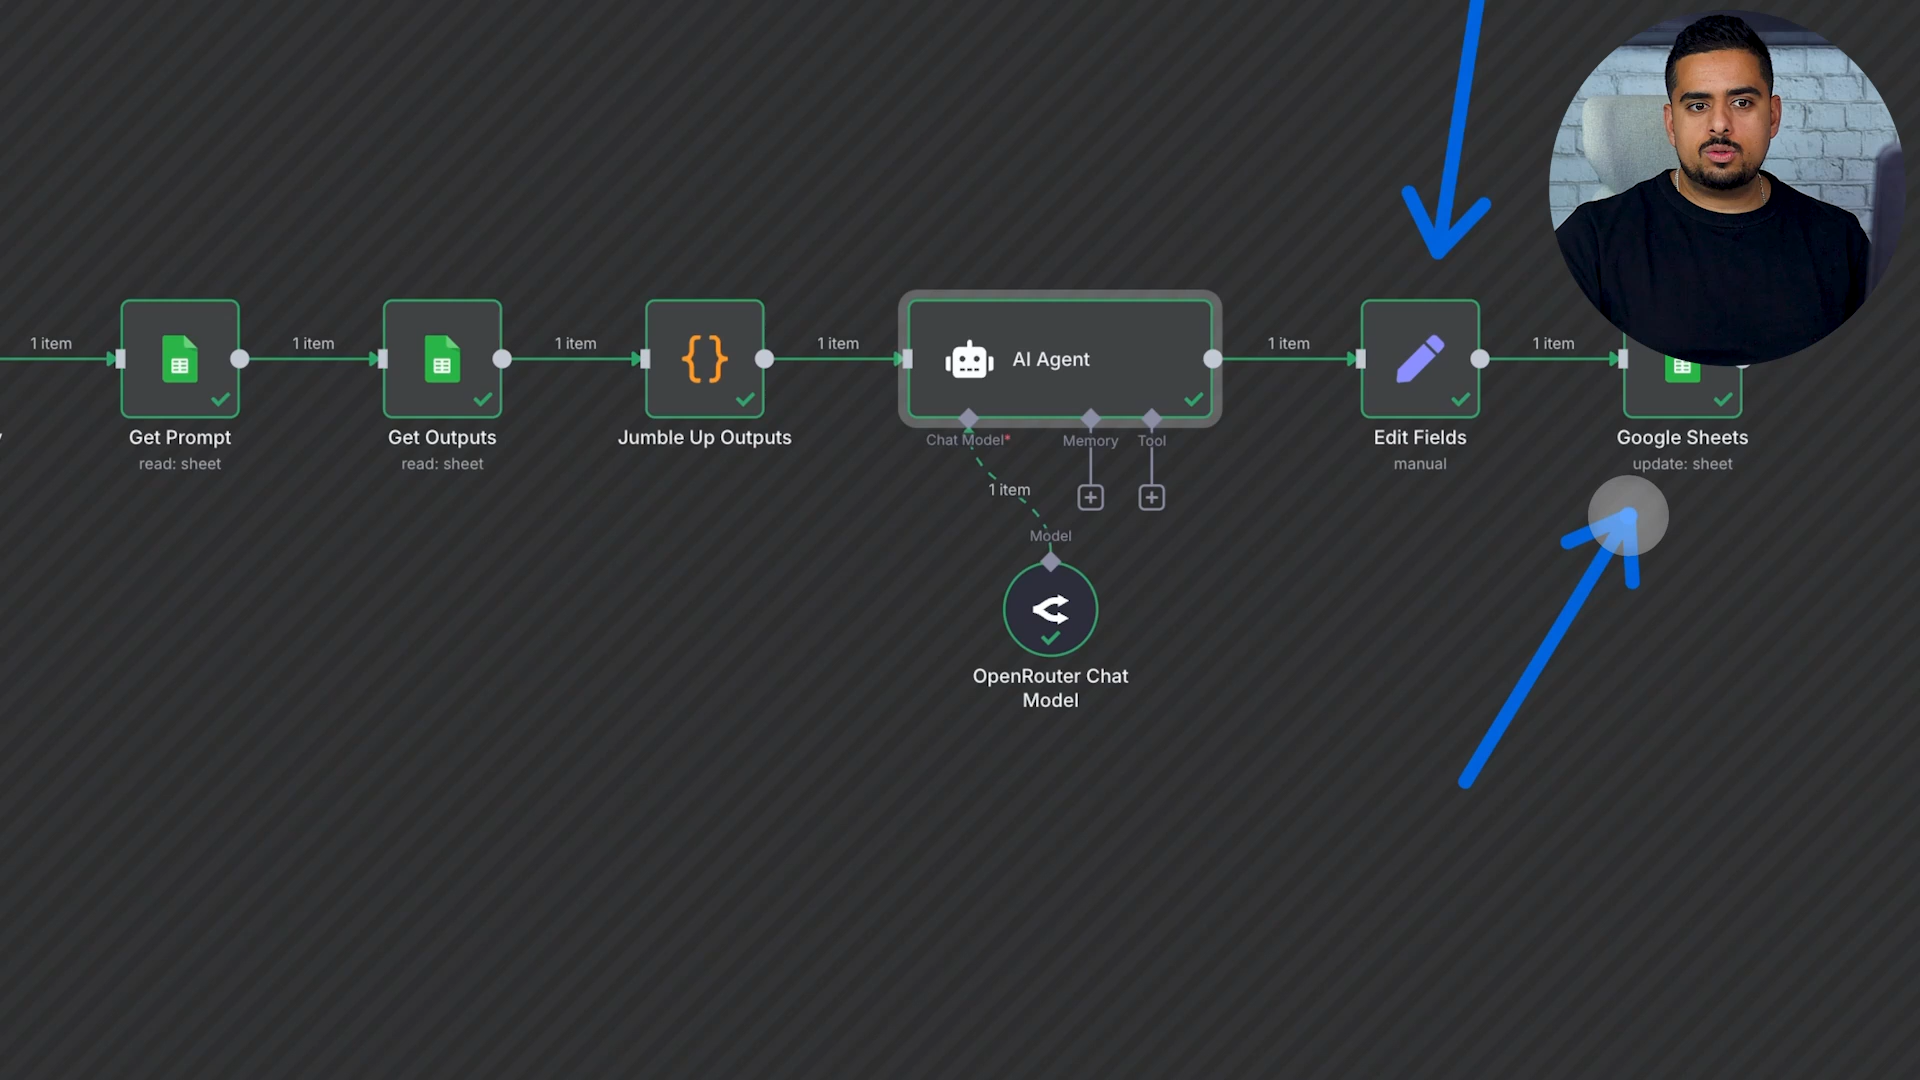 1 item
1 item
1 item
1 item
1 item
1 item
AI Agent
Get Prompt
read: sheet
Get Outputs
read: sheet
Jumble Up Outputs
Chat Model*
Memory
Tool
Edit Fields
manual
Google Sheets
update: sheet
1 item
Model
OpenRouter Chat
Model